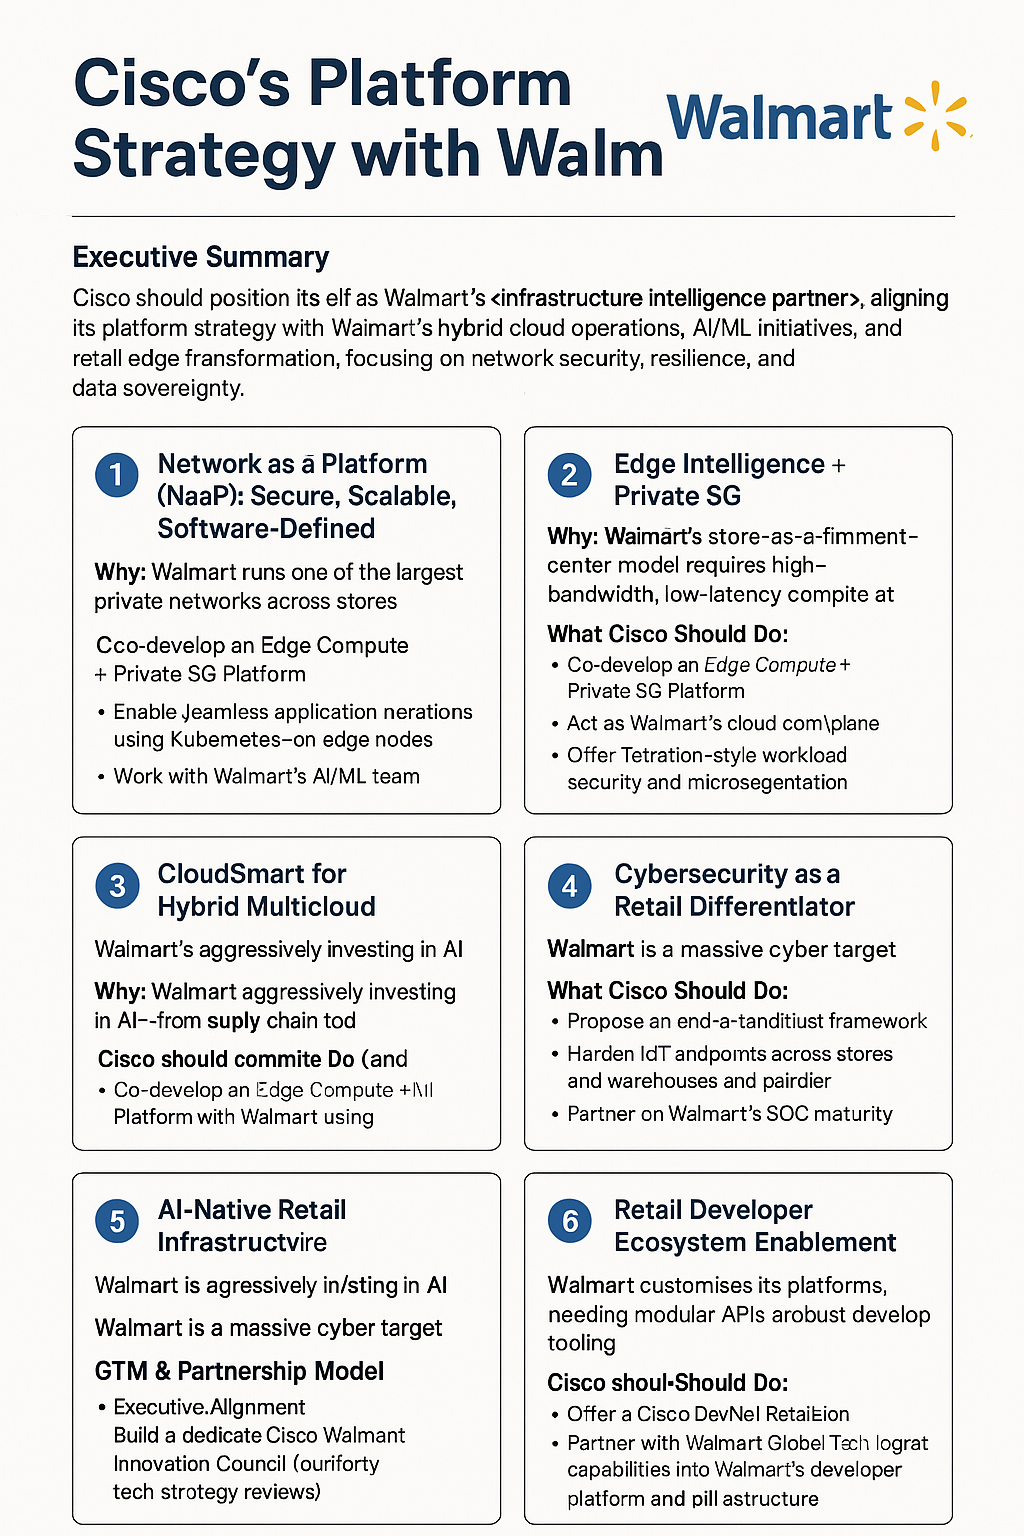 Cisco's Platform
Strategy with Walm
Walmart
Executive Summary
Cisco should position its elf as Walmart's <infrastructure intelligence partner>, aligning
its platform strategy with Waimart's hybrid cloud operations, AI/ML initiatives, and
retall edge fransformation, focusing on network security, resilience, and
data sovereignty.
1
Network as ā Platform
(NaaP): Secure, Scalable,
Software-Defined
Why: Walmart runs one of the largest
private networks across stores
Cco-develop an Edge Compute
+ Private SG Platform
• Enable Jeamless application nerations
using Kubemetes–on edge nodes
• Work with Walmart's AI/ML team
2
Edge Intelligence +
Private SG
Why: Waimart's store-as-a-fimment–
center model requires high–
bandwidth, low-latency compite at
What Cisco Should Do:
• Co-develop an Edge Compute +
Private SG Platform
• Act as Walmart's cloud com\plane
• Offer Tetration-style workload
security and microsegentation
3
CloudSmart for
Hybrid Multicloud
Walmart's aggressively investing in AI
Why: Walmart aggressively investing
in AI–-from suply chain tod
Cisco should commite Do (and
• Co-develop an Edge Compute +
Platform with Walmart using
4
Cybersecurity as a
Retail Differentlator
Walmart is a massive cyber target
What Cisco Should Do:
• Propose an end-a-tanditiust framework
• Harden IdT andpomts across stores
and warehouses and pairdier
• Partner on Walmart's SOC maturity
5
AI-Native Retail
Infrastructvire
Walmart is agressively in/sting in AI
Walmart is a massive cyber target
GTM & Partnership Model
• Executive.Allgnment
Build a dedicate Cisco Walmant
Innovation Council (ouriforty
tech strotegy reviews)
6
Retail Developer
Ecosystem Enablement
Walmart customises its platforms,
needing modular APIs arobust develop
tooling
Cisco shoul-Should Do:
• Offer a Cisco DevNel RetailEion
• Partner with Walmart Globel Tech lograt
capabilities into Walmart's developer
platform and pill astructure